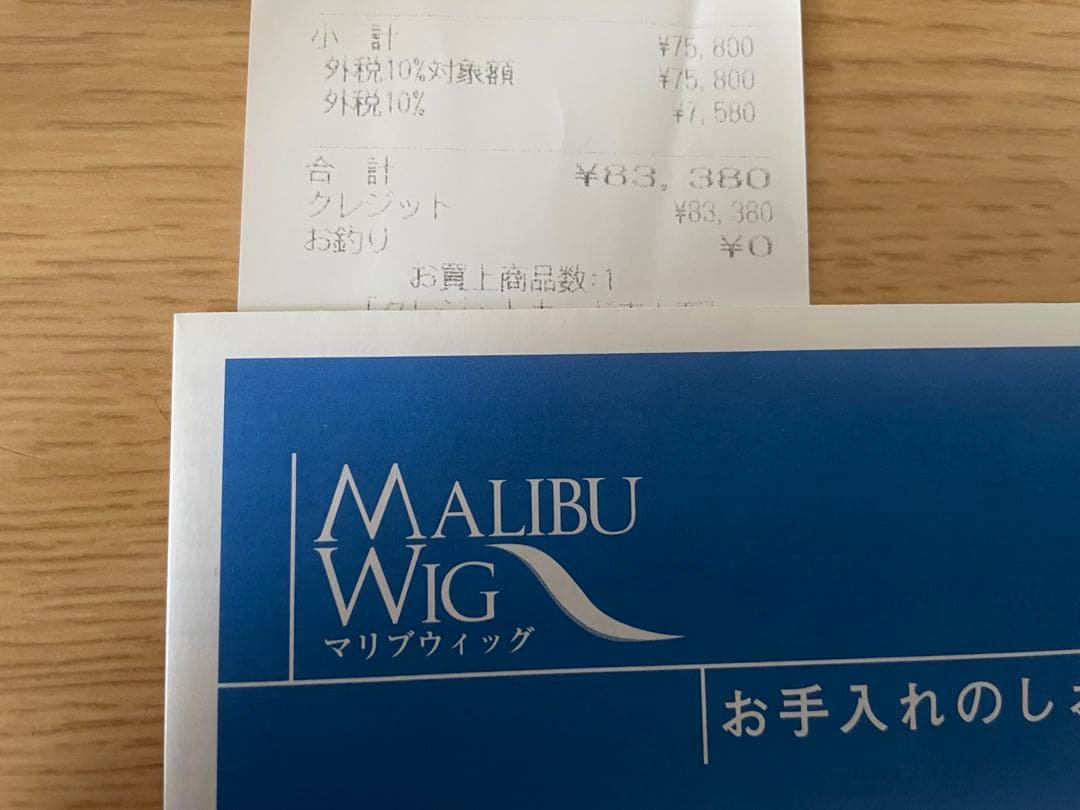 小 計 ¥75,800
外税10%対象額 ¥75,800
外税10% ¥7,580
合 計 ¥83,380
クレジット ¥83,380
お釣り ¥0
お買上商品数:1
MALIBU
WIG
マリブウィッグ
お手入れのし